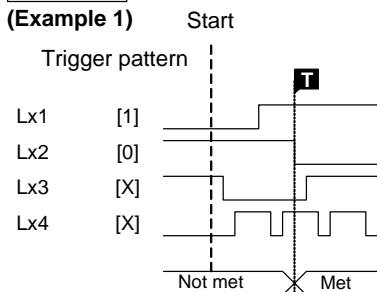 (Example 1)
Start
Trigger pattern
T
Lx1 [1]
Lx2 [0]
Lx3 [X]
Lx4 [X]
Not met
Met